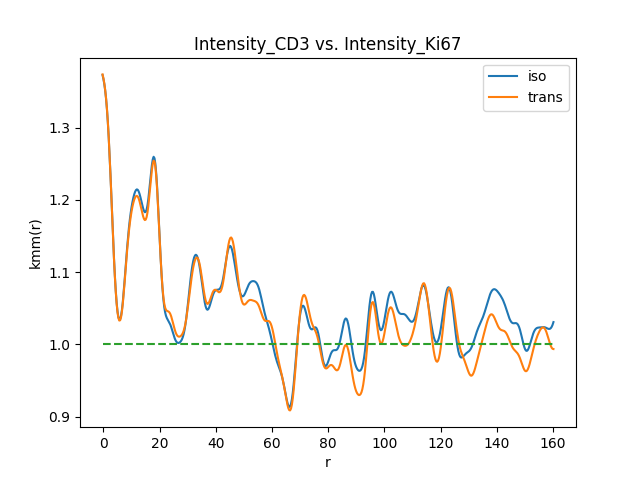 Intensity_CD3 vs. Intensity_Ki67
iso
trans
kmm(r)
1.3
1.2
1.1
1.0
0.9
0 20 40 60 80 100 120 140 160
r